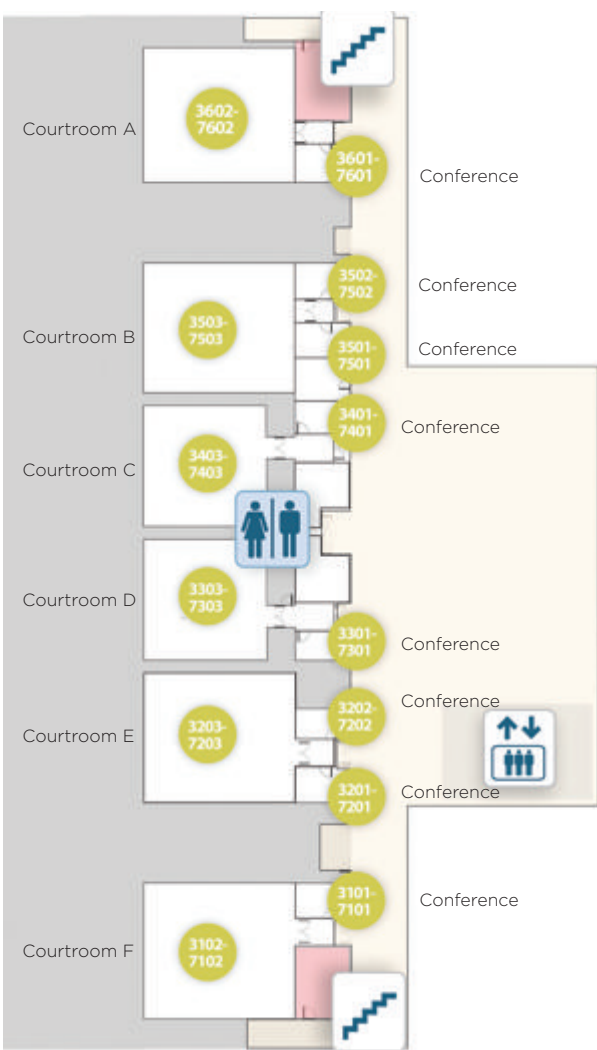 3602-
7602
Courtroom A
3601-
7601
Conference
3502-
7502
Conference
3503-
7503
Courtroom B
3501-
7501
Conference
3401-
7401
Conference
3403-
7403
Courtroom C
3303-
7303
Courtroom D
3301-
7301
Conference
3202-
7202
Conference
3203-
7203
Courtroom E
3201-
7201
Conference
3101-
7101
Conference
3102-
7102
Courtroom F